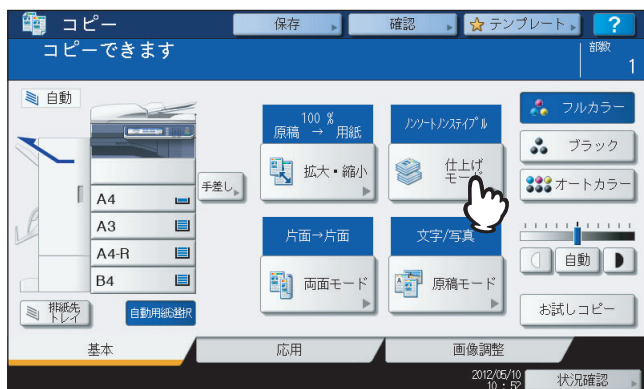 コピー
保存
確認
テンプレート
?
コピーできます
部数
1
自動
100 %
原稿 → 用紙
拡大・縮小
ノンソートノンステイプル
仕上げ
モード
フルカラー
ブラック
オートカラー
手差し
A4
A3
A4-R
B4
片面→片面
両面モード
文字/写真
原稿モード
自動
排紙先
トレイ
自動用紙選択
お試しコピー
基本
応用
画像調整
2012/05/10
10 : 52
状況確認